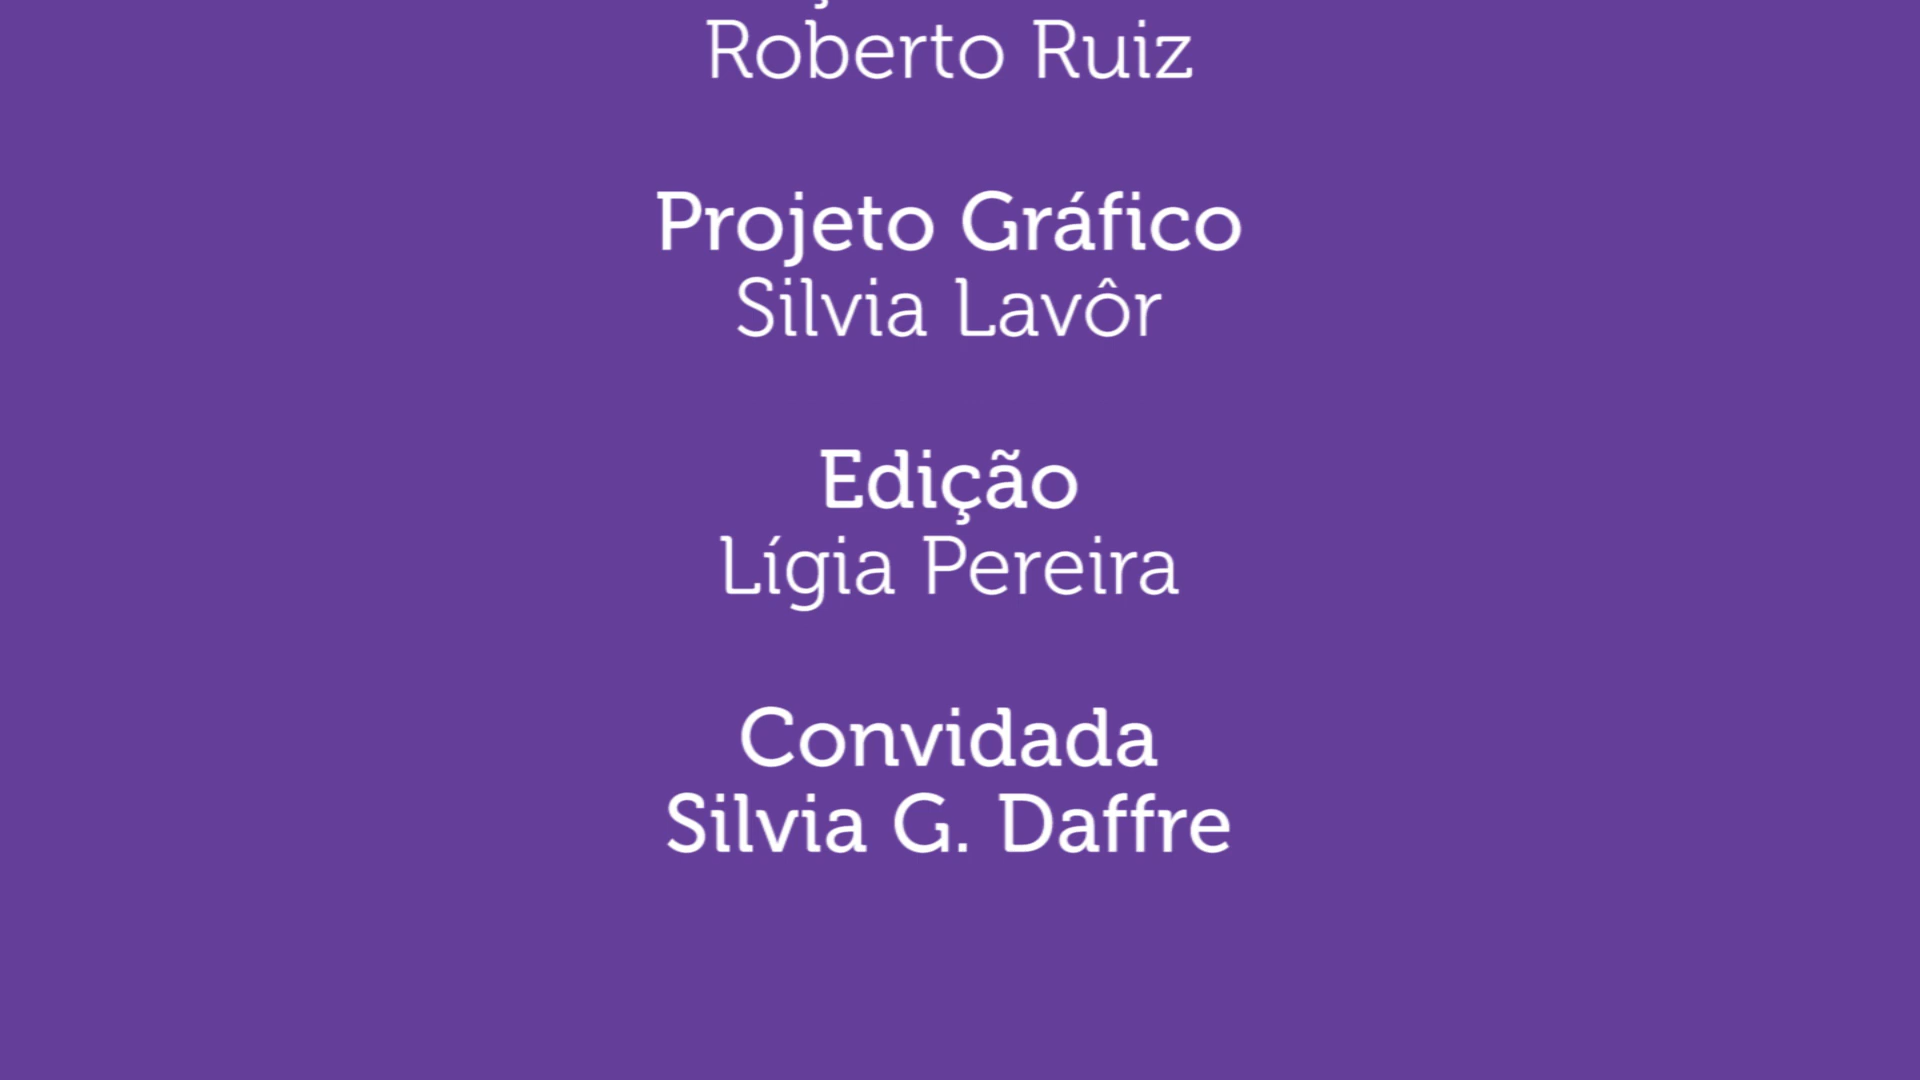 Roberto Ruiz
Projeto Gráfico
Silvia Lavôr
Edição
Lígia Pereira
Convidada
Silvia G. Daffre